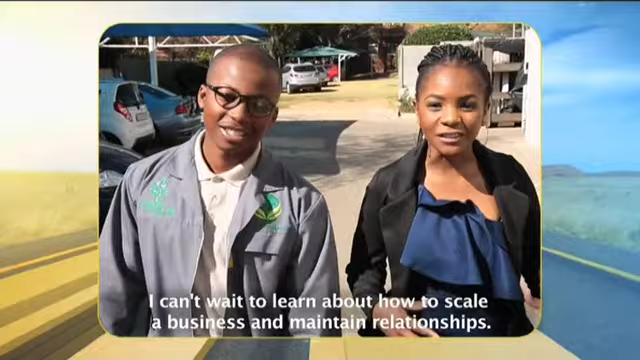 I can't wait to learn about how to scale
a business and maintain relationships.